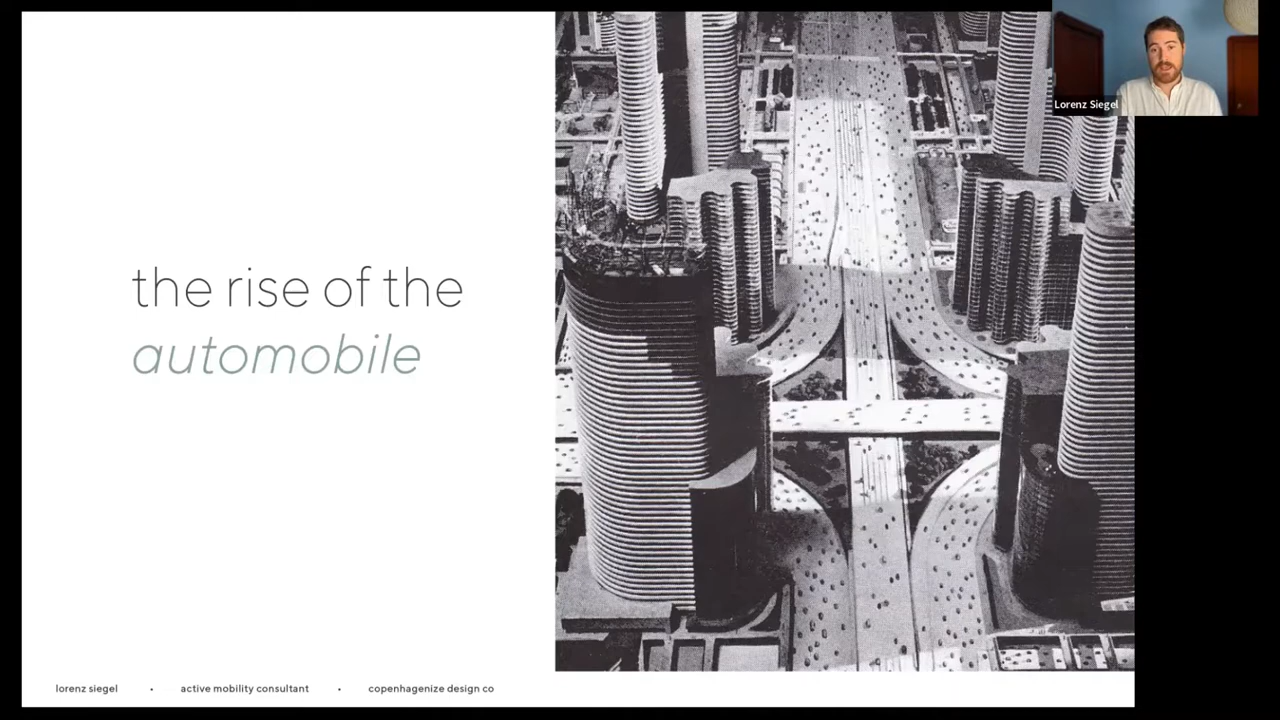 Lorenz Siegel
the rise of the
automobile
lorenz siegel • active mobility consultant • copenhagenize design co